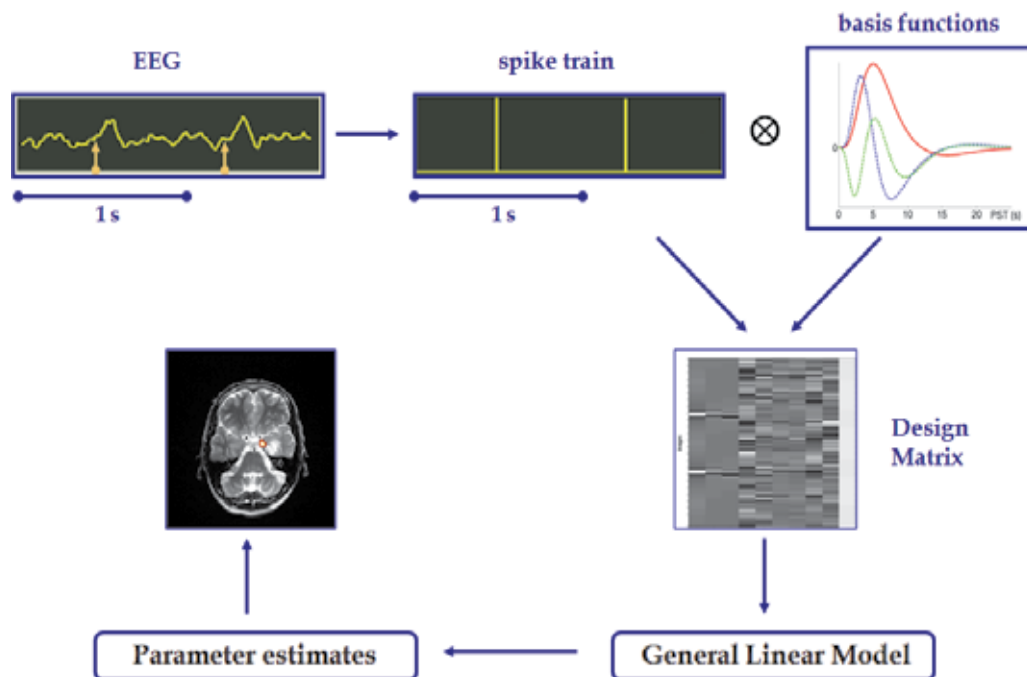 basis functions
EEG
spike train
0
0 5 10 15 20 PST (s)
1 s
1 s
Design
Matrix
Parameter estimates
General Linear Model